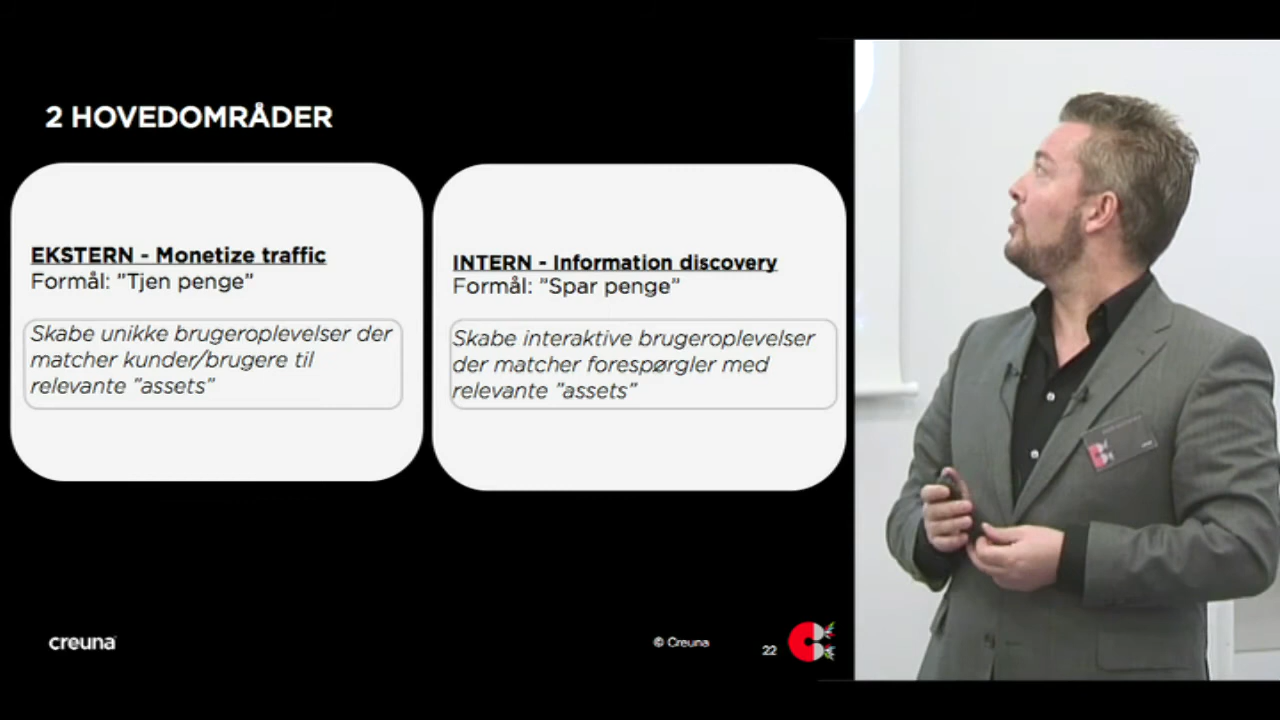 2 HOVEDOMRÅDER
EKSTERN - Monetize traffic
Formål: ”Tjen penge”
Skabe unikke brugeroplevelser der
matcher kunder/brugere til
relevante ”assets”
INTERN - Information discovery
Formål: ”Spar penge”
Skabe interaktive brugeroplevelser
der matcher forespørgler med
relevante ”assets”
creuna
© Creuna
22